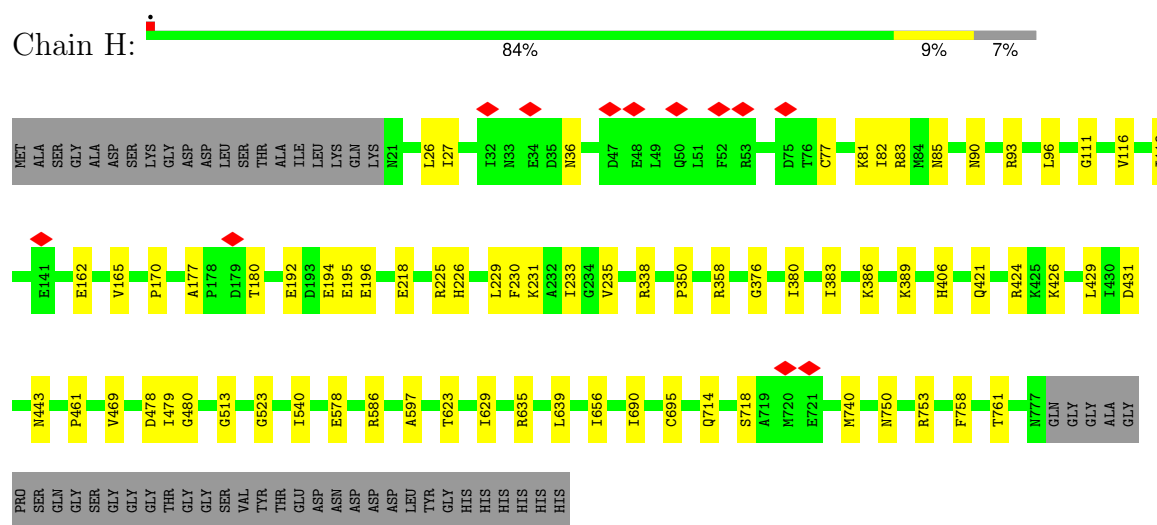 Chain H:
84% 9% 7%
MET ALA SER GLY ALA ASP SER LYS GLY ASP ASP LEU SER THR ALA ILE LEU LYS GLN LYS N21 L26 I27 I32 N33 E34 D35 N36 D47 E48 L49 Q50 L51 F52 R53 D75 T76 C77 K81 I82 R83 M84 N85 N90 R93 L96 G111 V116
E141 E162 V165 P170 A177 P178 D179 T180 E192 D193 E194 E195 E196 E218 R225 H226 L229 F230 K231 A232 I233 G234 V235 R338 P350 R358 G376 I380 I383 K386 K389 H406 Q421 R424 K425 K426 L429 I430 D431
N443 P461 V469 D478 I479 G480 G513 G523 I540 E578 R586 A597 T623 I629 R635 L639 I656 I690 C695 Q714 S718 A719 M720 E721 M740 N750 R753 F758 T761 N777 GLN GLY GLY ALA GLY
PRO SER GLN GLY SER GLY GLY GLY THR GLY GLY SER VAL TYR THR GLU ASP ASN ASP ASP ASP LEU TYR GLY HIS HIS HIS HIS HIS HIS